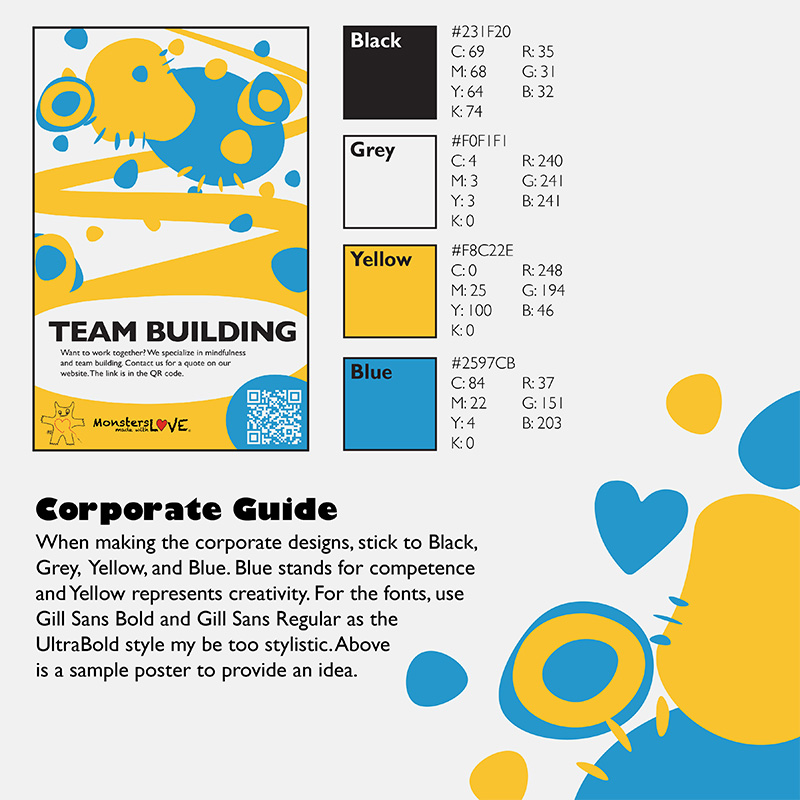 TEAM BUILDING
Want to work together? We specialize in mindfulness
and team building. Contact us for a quote on our
website. The link is in the QR code.
Monsters
made with LOVE.
Black
#231F20
C: 69 R: 35
M: 68 G: 31
Y: 64 B: 32
K: 74
Grey
#F0F1F1
C: 4 R: 240
M: 3 G: 241
Y: 3 B: 241
K: 0
Yellow
#F8C22E
C: 0 R: 248
M: 25 G: 194
Y: 100 B: 46
K: 0
Blue
#2597CB
C: 84 R: 37
M: 22 G: 151
Y: 4 B: 203
K: 0
Corporate Guide
When making the corporate designs, stick to Black,
Grey, Yellow, and Blue. Blue stands for competence
and Yellow represents creativity. For the fonts, use
Gill Sans Bold and Gill Sans Regular as the
UltraBold style my be too stylistic. Above
is a sample poster to provide an idea.